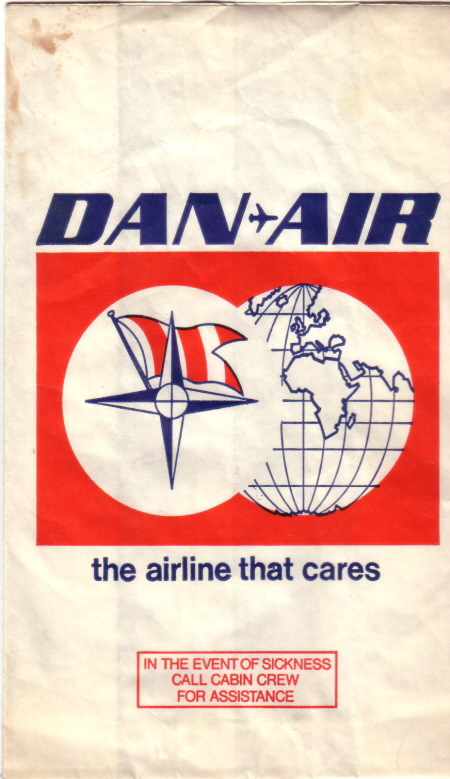 DAN-AIR
the airline that cares
IN THE EVENT OF SICKNESS
CALL CABIN CREW
FOR ASSISTANCE